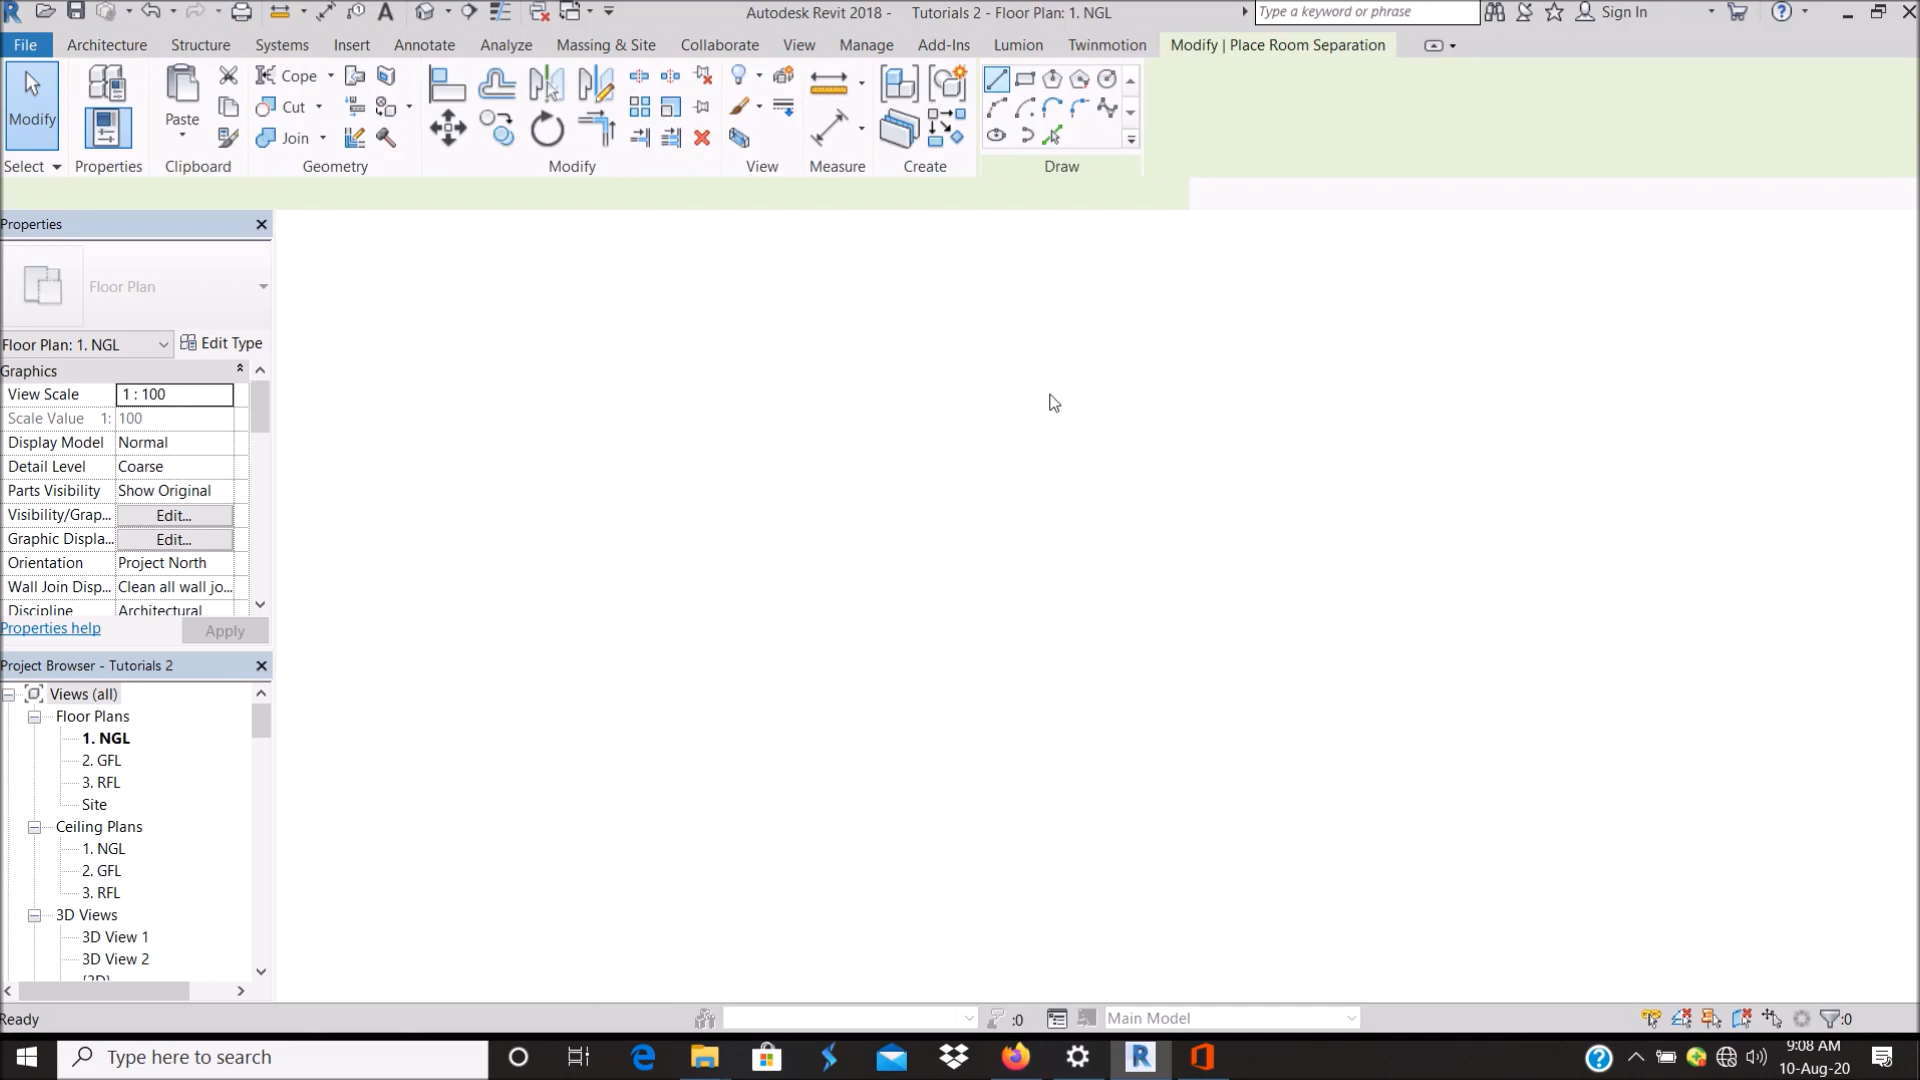 Autodesk Revit 2018 - Tutorials 2 - Floor Plan: 1. NGL
Type a keyword or phrase
Sign In
File Architecture Structure Systems Insert Annotate Analyze Massing & Site Collaborate View Manage Add-Ins Lumion Twinmotion Modify | Place Room Separation
Modify
Paste
Cope
Cut
Join
Select Properties Clipboard Geometry Modify View Measure Create Draw
Properties
Floor Plan
Floor Plan: 1. NGL Edit Type
Graphics
View Scale 1 : 100
Scale Value 1: 100
Display Model Normal
Detail Level Coarse
Parts Visibility Show Original
Visibility/Grap... Edit...
Graphic Displa... Edit...
Orientation Project North
Wall Join Disp... Clean all wall jo...
Discipline Architectural
Properties help Apply
Project Browser - Tutorials 2
Views (all)
Floor Plans
1. NGL
2. GFL
3. RFL
Site
Ceiling Plans
1. NGL
2. GFL
3. RFL
3D Views
3D View 1
3D View 2
{3D}
Ready :0 Main Model :0
Type here to search
9:08 AM
10-Aug-20